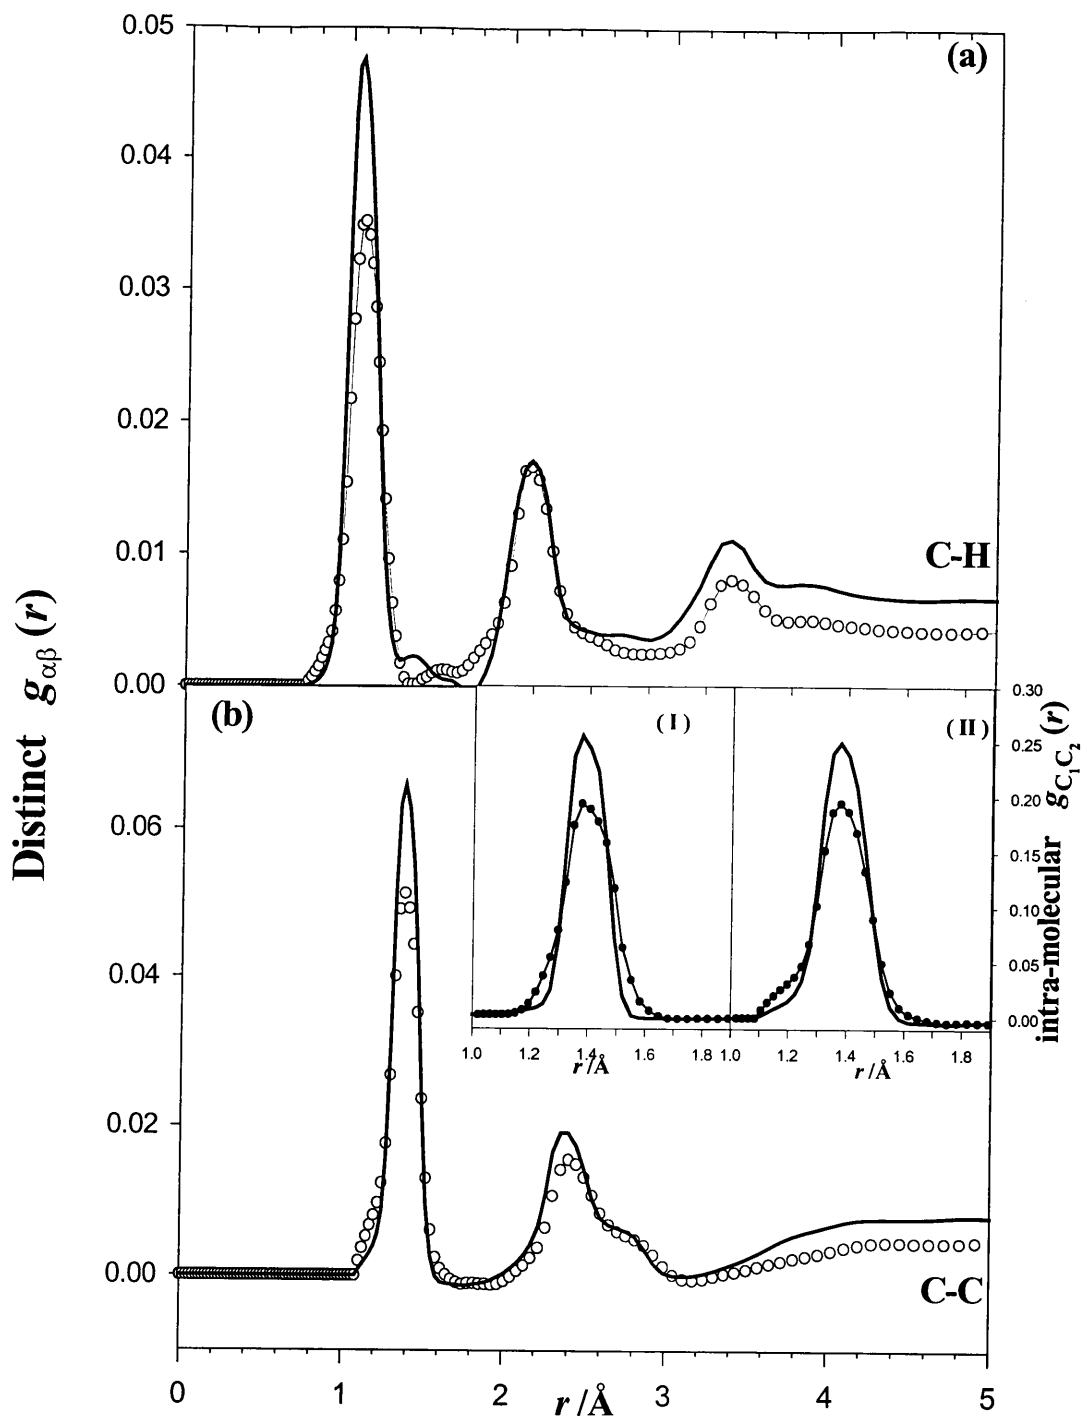 0.05
(a)
0.04
0.03
0.02
0.01
C-H
0.00
Distinct g_αβ (r)
(b)
(I)
(II)
0.30
0.25
0.20
0.15
0.10
0.05
0.00
intra-molecular g_C₁C₂ (r)
0.06
0.04
0.02
0.00
1.0 1.2 1.4 1.6 1.8 1.0 1.2 1.4 1.6 1.8
r /Å r /Å
C-C
0 1 2 3 4 5
r /Å